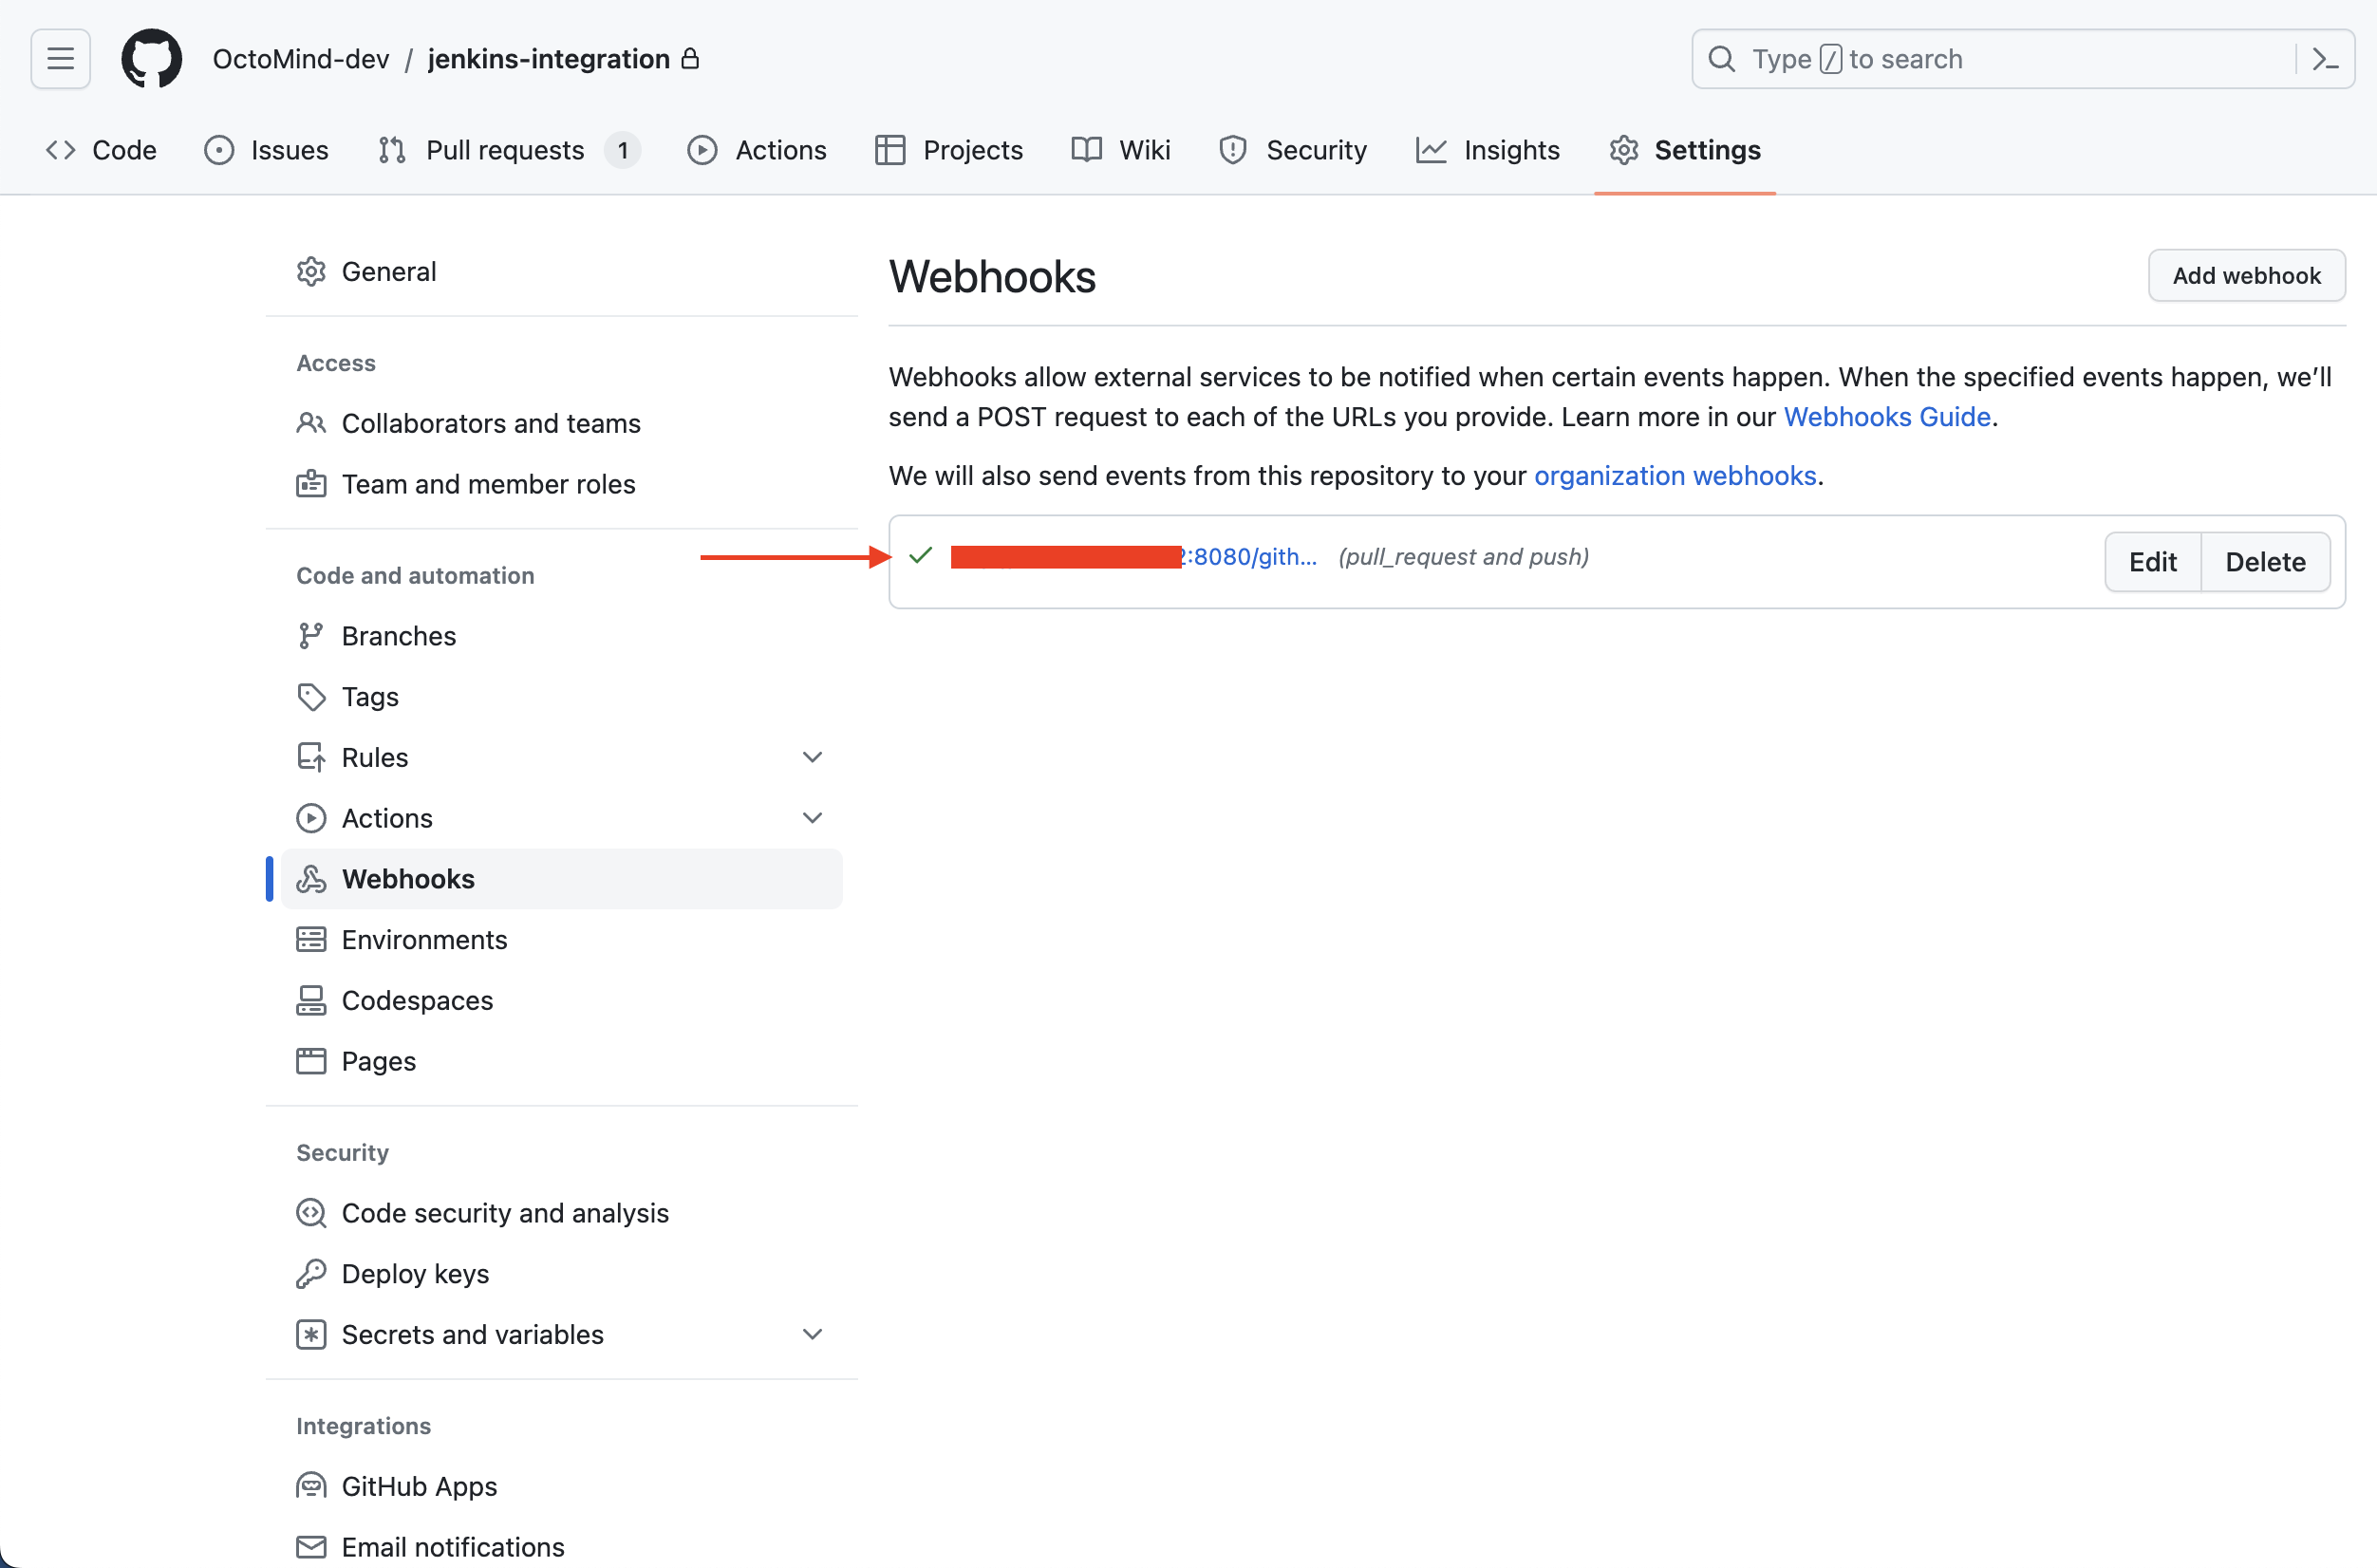 OctoMind-dev / jenkins-integration
Type / to search
Code
Issues
Pull requests 1
Actions
Projects
Wiki
Security
Insights
Settings
General
Access
Collaborators and teams
Team and member roles
Code and automation
Branches
Tags
Rules
Actions
Webhooks
Environments
Codespaces
Pages
Security
Code security and analysis
Deploy keys
Secrets and variables
Integrations
GitHub Apps
Email notifications
Webhooks
Add webhook
Webhooks allow external services to be notified when certain events happen. When the specified events happen, we’ll
send a POST request to each of the URLs you provide. Learn more in our Webhooks Guide.
We will also send events from this repository to your organization webhooks.
:8080/gith... (pull_request and push)
Edit
Delete